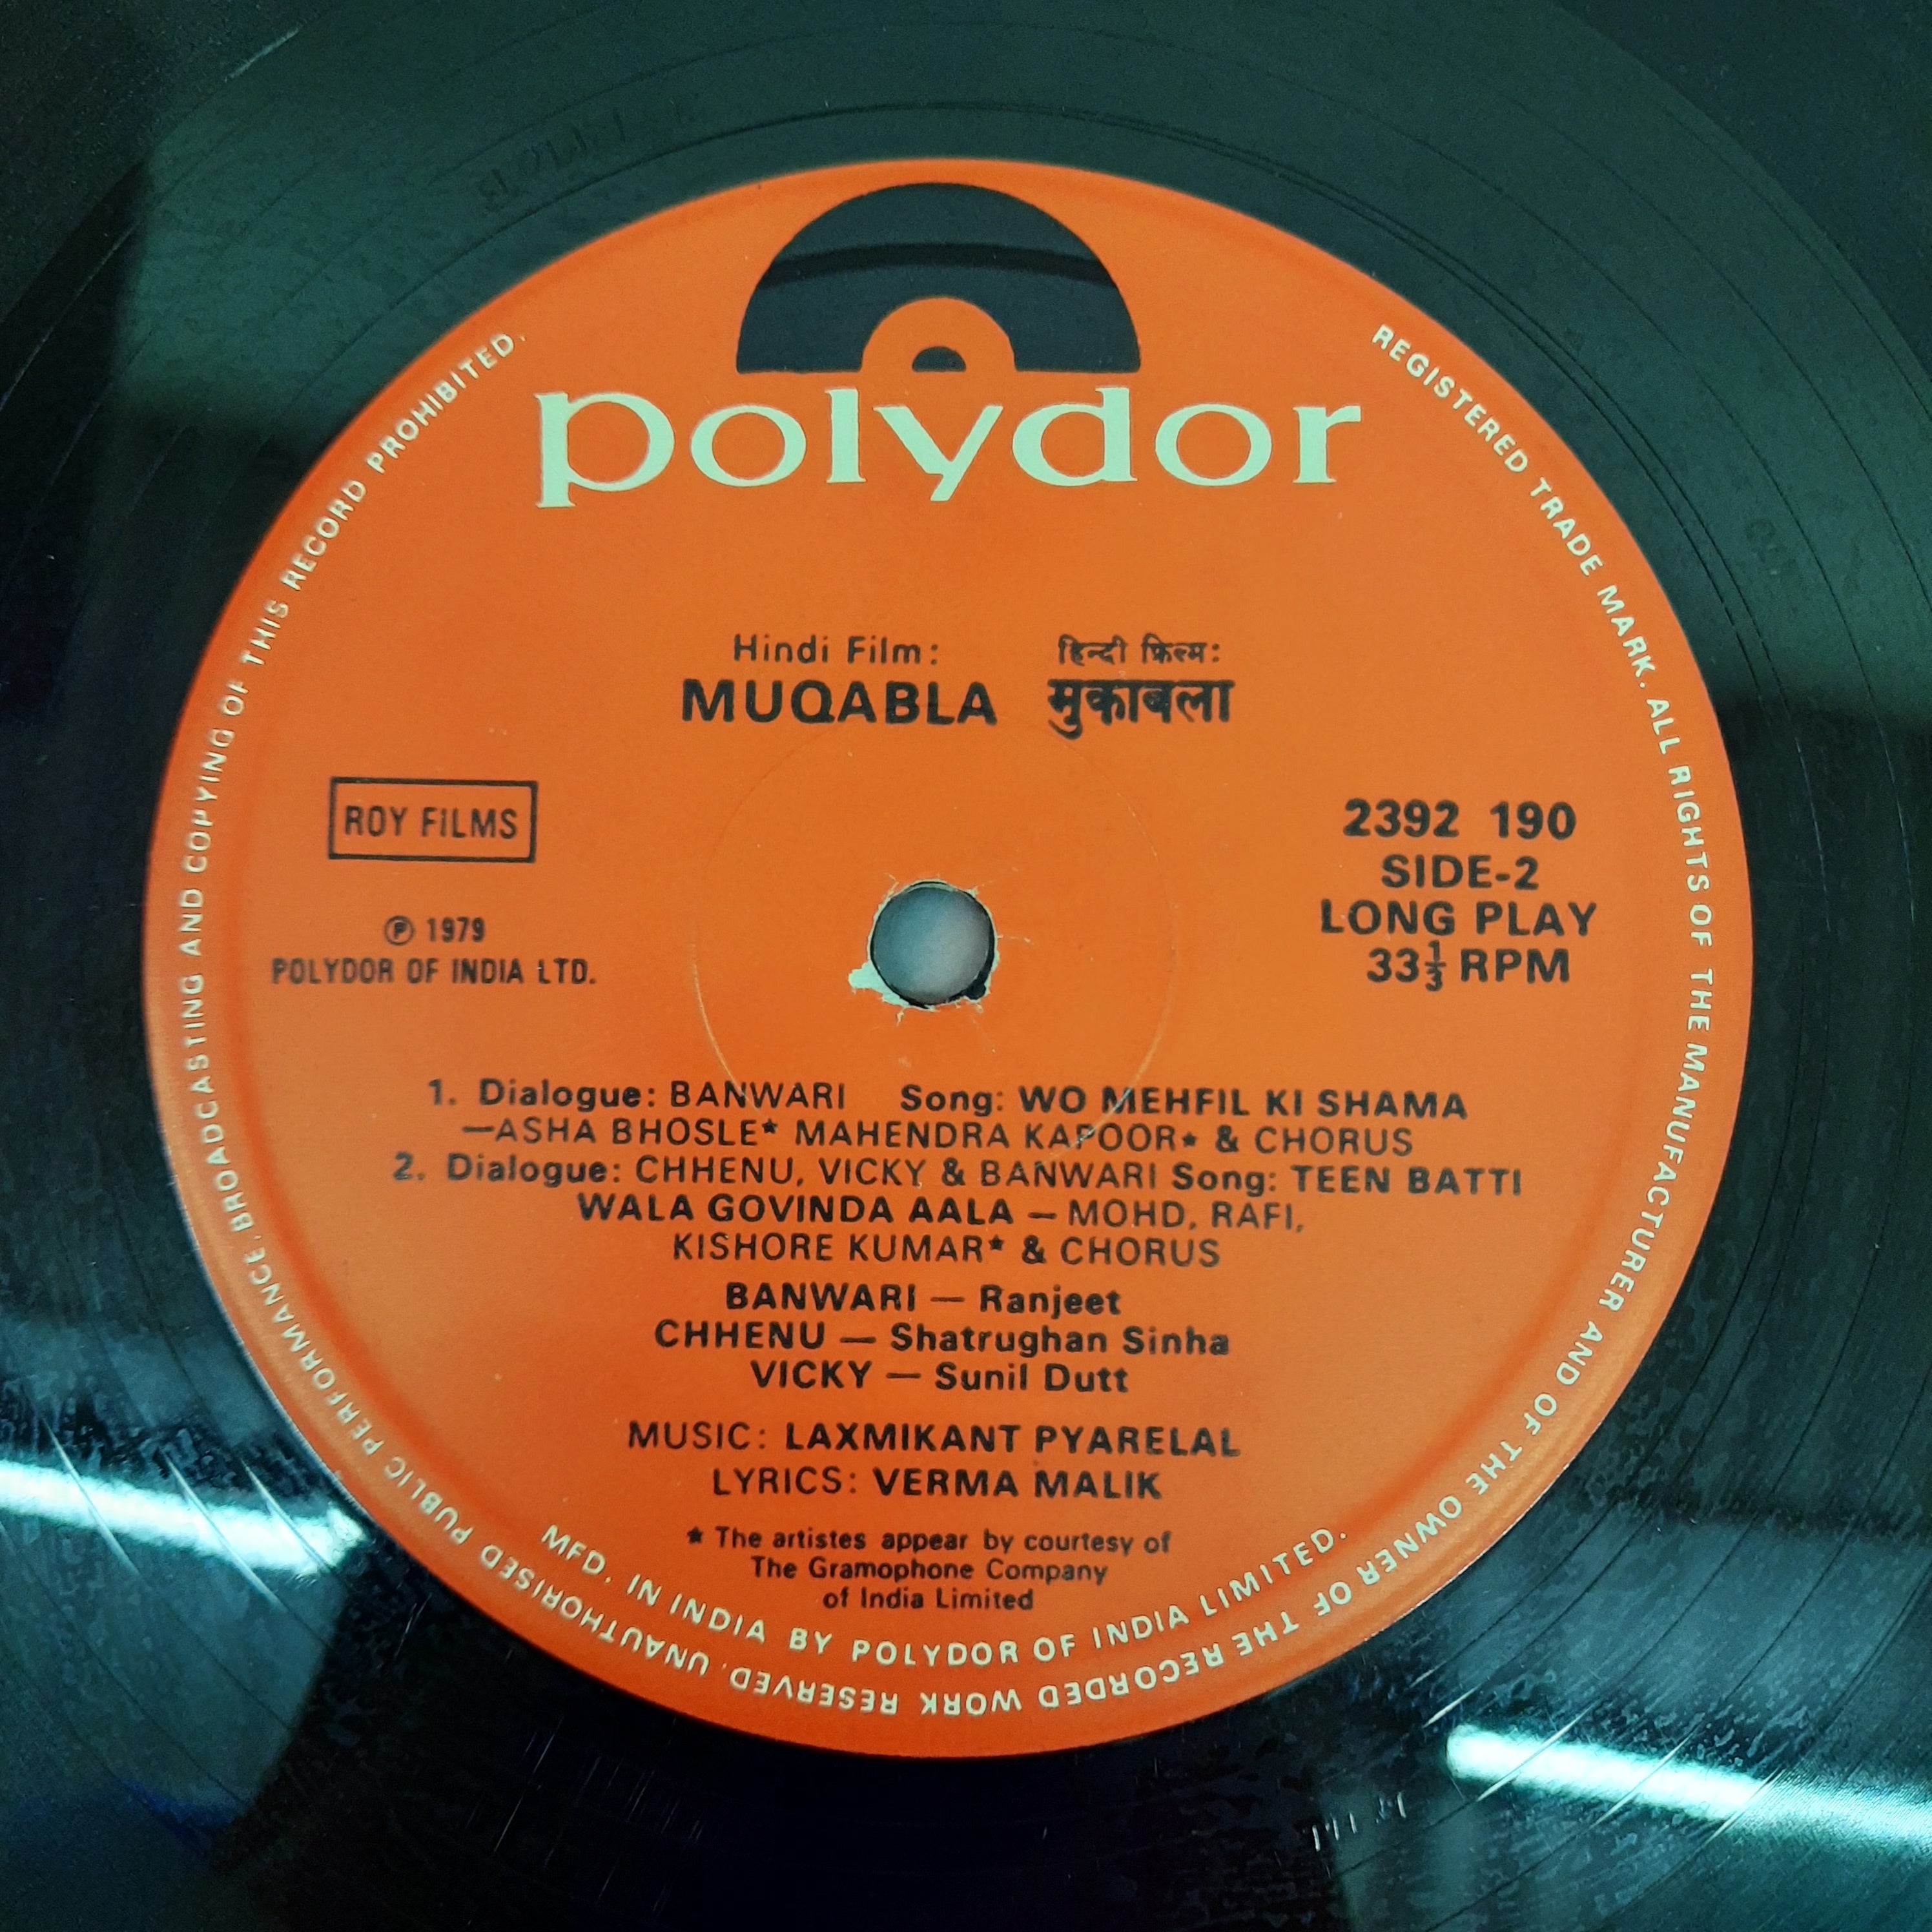 polydor
REGISTERED TRADE MARK. ALL RIGHTS OF THE MANUFACTURER AND OF THE OWNER OF THE RECORDED WORK RESERVED. UNAUTHORISED PUBLIC PERFORMANCE, BROADCASTING AND COPYING OF THIS RECORD PROHIBITED.
Hindi Film: हिन्दी फ़िल्म:
MUQABLA मुकाबला
ROY FILMS
2392 190
SIDE-2
LONG PLAY
33⅓ RPM
℗ 1979
POLYDOR OF INDIA LTD.
1. Dialogue: BANWARI Song: WO MEHFIL KI SHAMA
—ASHA BHOSLE* MAHENDRA KAPOOR* & CHORUS
2. Dialogue: CHHENU, VICKY & BANWARI Song: TEEN BATTI
WALA GOVINDA AALA — MOHD. RAFI,
KISHORE KUMAR* & CHORUS
BANWARI — Ranjeet
CHHENU — Shatrughan Sinha
VICKY — Sunil Dutt
MUSIC: LAXMIKANT PYARELAL
LYRICS: VERMA MALIK
* The artistes appear by courtesy of
The Gramophone Company
of India Limited
MFD. IN INDIA BY POLYDOR OF INDIA LIMITED.